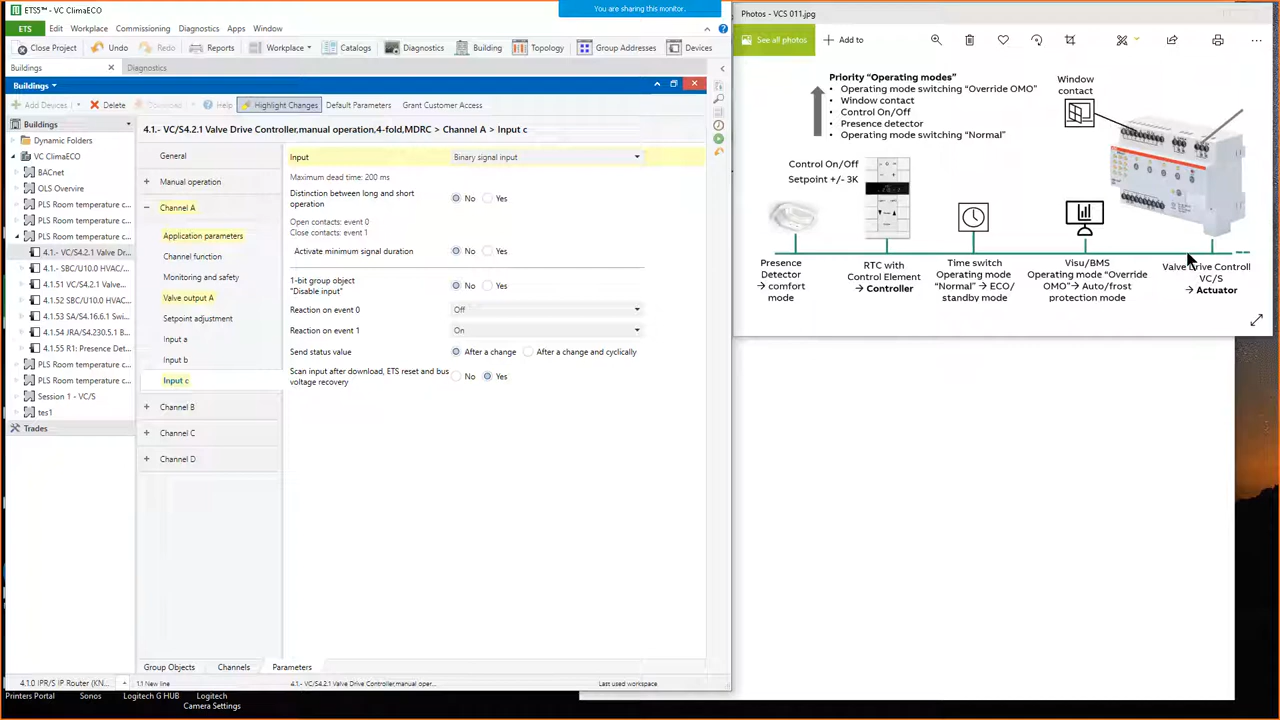 ETS5™ - VC ClimaECO
You are sharing this monitor.
ETS Edit Workplace Commissioning Diagnostics Apps Window
Close Project Undo Redo Reports Workplace Catalogs Diagnostics Building Topology Group Addresses Devices
Buildings Diagnostics
Buildings
Add Devices Delete Download Help Highlight Changes Default Parameters Grant Customer Access
Buildings
Dynamic Folders
VC ClimaECO
BACnet
OLS Overvire
PLS Room temperature c...
PLS Room temperature c...
PLS Room temperature c...
4.1.- VC/S4.2.1 Valve Dr...
4.1.- SBC/U10.0 HVAC/...
4.1.51 VC/S4.2.1 Valve...
4.1.52 SBC/U10.0 HVAC...
4.1.53 SA/S4.16.6.1 Swi...
4.1.54 JRA/S4.230.5.1 B...
4.1.55 R1: Presence Det...
PLS Room temperature c...
PLS Room temperature c...
Session 1 - VC/S
tes1
Trades
4.1.- VC/S4.2.1 Valve Drive Controller,manual operation,4-fold,MDRC > Channel A > Input c
General
Manual operation
Channel A
Application parameters
Channel function
Monitoring and safety
Valve output A
Setpoint adjustment
Input a
Input b
Input c
Channel B
Channel C
Channel D
Input Binary signal input
Maximum dead time: 200 ms
Distinction between long and short
operation No Yes
Open contacts: event 0
Close contacts: event 1
Activate minimum signal duration No Yes
1-bit group object
"Disable input" No Yes
Reaction on event 0 Off
Reaction on event 1 On
Send status value After a change After a change and cyclically
Scan input after download, ETS reset and bus
voltage recovery No Yes
Group Objects Channels Parameters
4.1.0 IPR/S IP Router (KN... 1.1 New line 4.1.- VC/S4.2.1 Valve Drive Controller,manual oper... Last used workspace
Printers Portal Sonos Logitech G HUB Logitech
Camera Settings
Photos - VCS 011.jpg
See all photos Add to
Priority “Operating modes”
• Operating mode switching “Override OMO”
• Window contact
• Control On/Off
• Presence detector
• Operating mode switching “Normal”
Window
contact
Control On/Off
Setpoint +/- 3K
Presence
Detector
→ comfort
mode
RTC with
Control Element
→ Controller
Time switch
Operating mode
“Normal” → ECO/
standby mode
Visu/BMS
Operating mode “Override
OMO”→ Auto/frost
protection mode
Valve Drive Controll
VC/S
→ Actuator